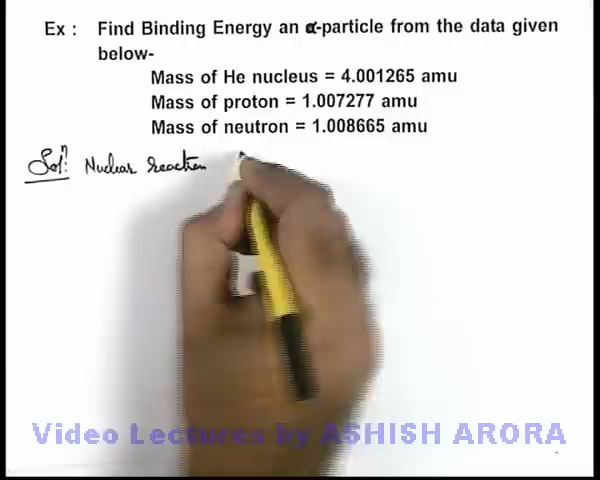 Ex : Find Binding Energy an α-particle from the data given
below-
Mass of He nucleus = 4.001265 amu
Mass of proton = 1.007277 amu
Mass of neutron = 1.008665 amu
Solⁿ: Nuclear reaction
Video Lectures by ASHISH ARORA